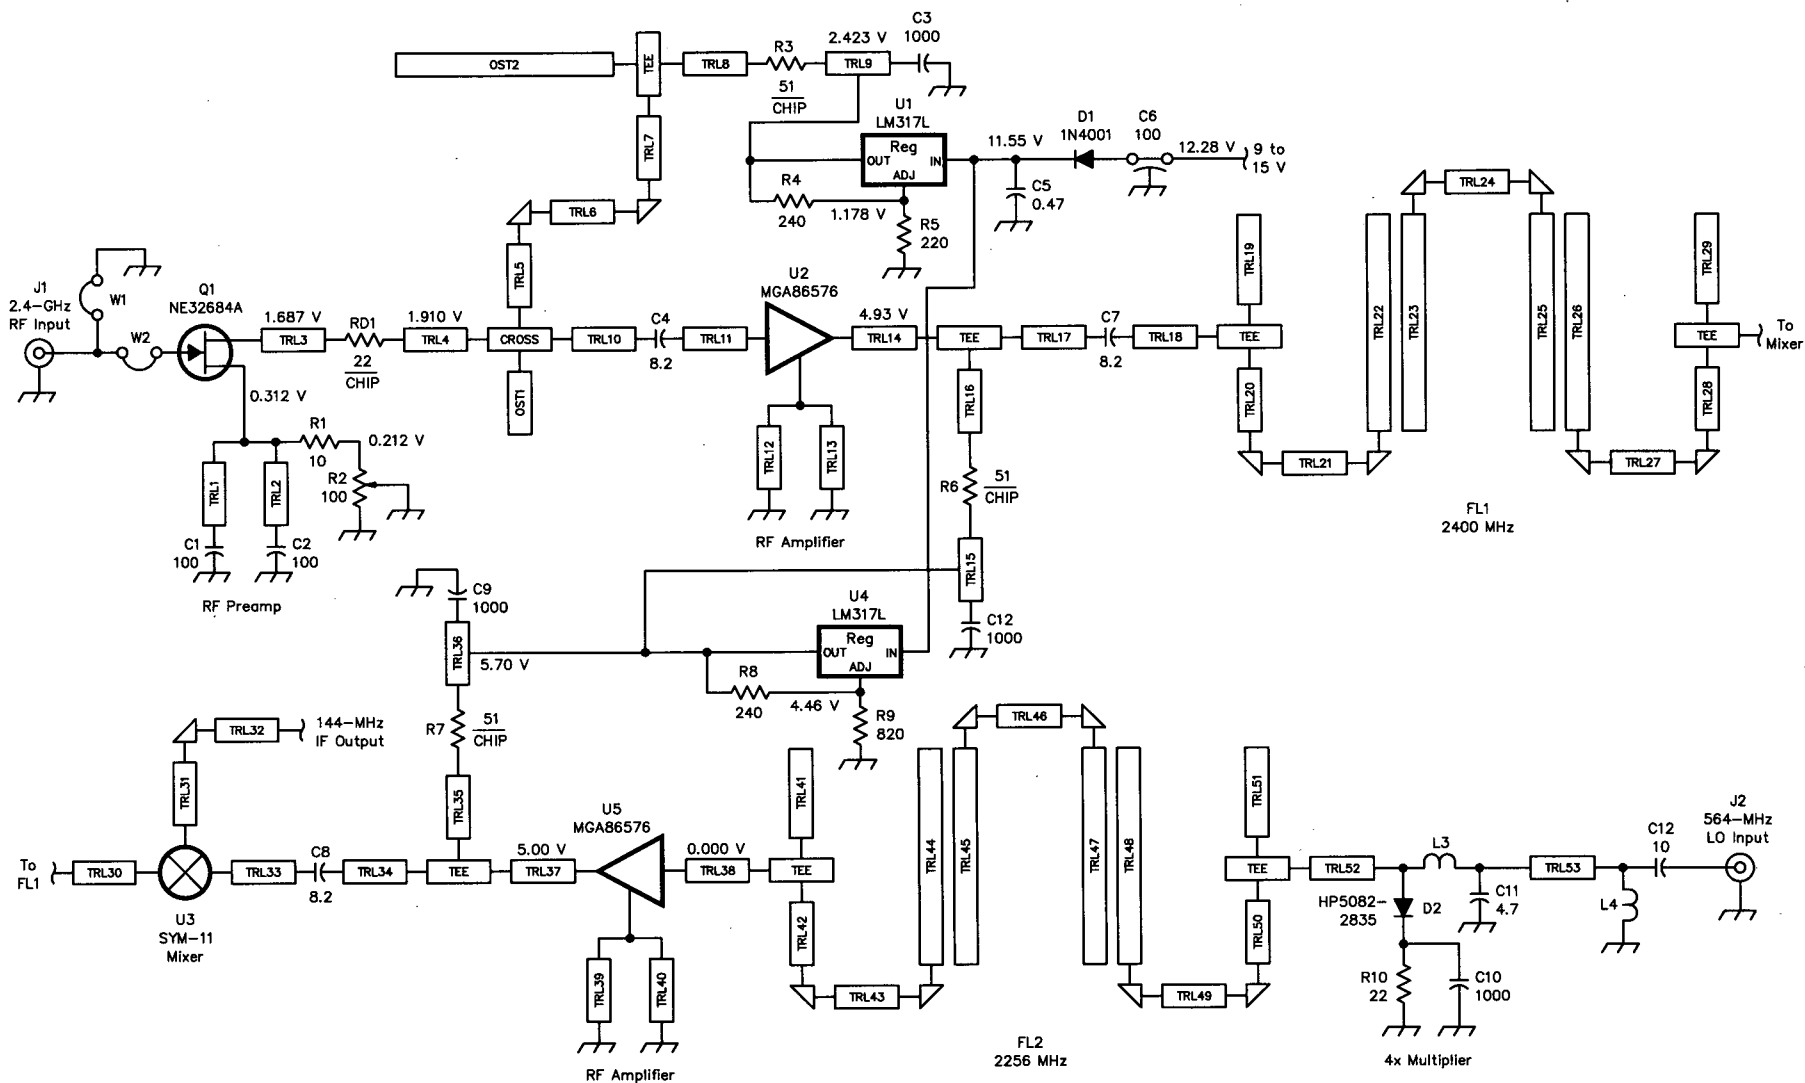 C3
1000
2.423 V
R3
51
CHIP
OST2
TEE
TRL8
TRL9
TRL7
U1
LM317L
Reg
OUT
IN
ADJ
R4
240
1.178 V
R5
220
11.55 V
D1
1N4001
C6
100
12.28 V
9 to
15 V
C5
0.47
TRL6
TRL5
J1
2.4-GHz
RF Input
W1
W2
Q1
NE32684A
1.687 V
TRL3
RD1
22
CHIP
1.910 V
TRL4
CROSS
OST1
TRL10
C4
8.2
TRL11
U2
MGA86576
4.93 V
TRL14
TEE
TRL17
C7
8.2
TRL18
TEE
TRL19
TRL20
TRL21
TRL22
TRL23
TRL24
TRL25
TRL26
TRL27
TRL28
TRL29
TEE
To
Mixer
FL1
2400 MHz
0.312 V
R1
10
0.212 V
R2
100
TRL1
TRL2
C1
100
C2
100
RF Preamp
TRL12
TRL13
RF Amplifier
TRL16
R6
51
CHIP
TRL15
C12
1000
C9
1000
TRL36
5.70 V
U4
LM317L
Reg
OUT
IN
ADJ
R8
240
4.46 V
R9
820
R7
51
CHIP
TRL35
TRL32
144-MHz
IF Output
TRL31
To
FL1
TRL30
U3
SYM-11
Mixer
TRL33
C8
8.2
TRL34
TEE
5.00 V
TRL37
U5
MGA86576
0.000 V
TRL38
TEE
TRL39
TRL40
RF Amplifier
TRL41
TRL42
TRL43
TRL44
TRL45
TRL46
TRL47
TRL48
TRL49
TRL50
TRL51
TEE
FL2
2256 MHz
TRL52
L3
HP5082-
2835
D2
C11
4.7
TRL53
L4
C12
10
J2
564-MHz
LO Input
R10
22
C10
1000
4x Multiplier